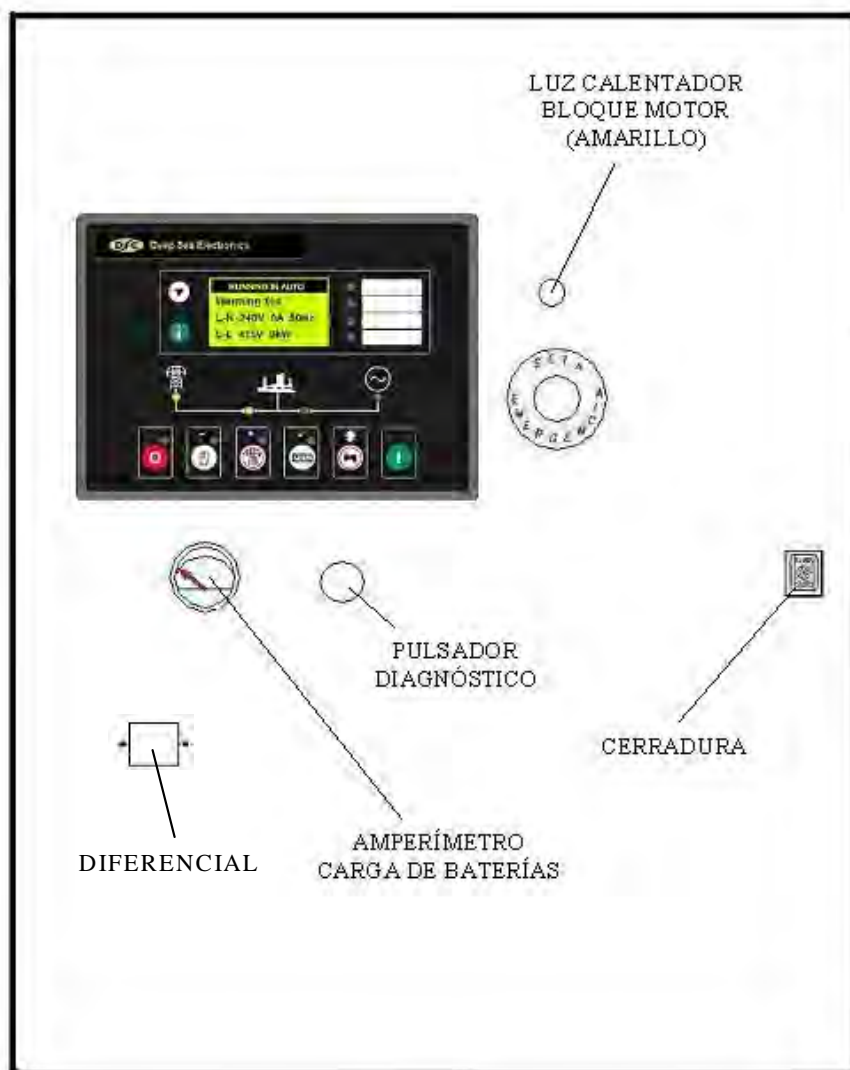 LUZ CALENTADOR
BLOQUE MOTOR
(AMARILLO)
DSE Deep Sea Electronics
RUNNING IN AUTO
L-N 240V 0A 50Hz
L-L 415V 0kW
SETA EMERGENCIA
PULSADOR
DIAGNÓSTICO
CERRADURA
DIFERENCIAL
AMPERÍMETRO
CARGA DE BATERÍAS